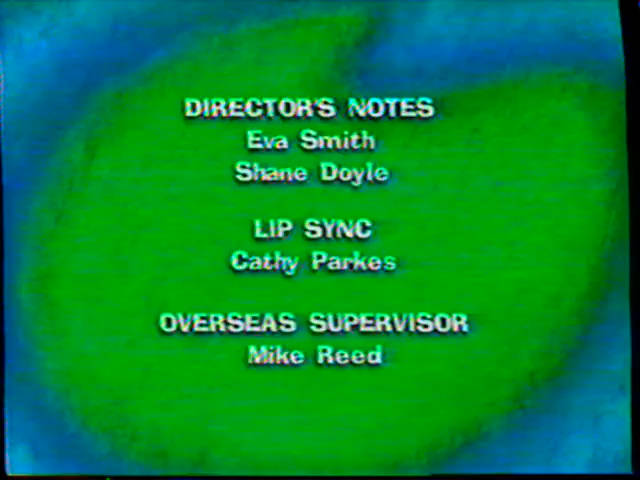 DIRECTOR'S NOTES
Eva Smith
Shane Doyle
LIP SYNC
Cathy Parkes
OVERSEAS SUPERVISOR
Mike Reed